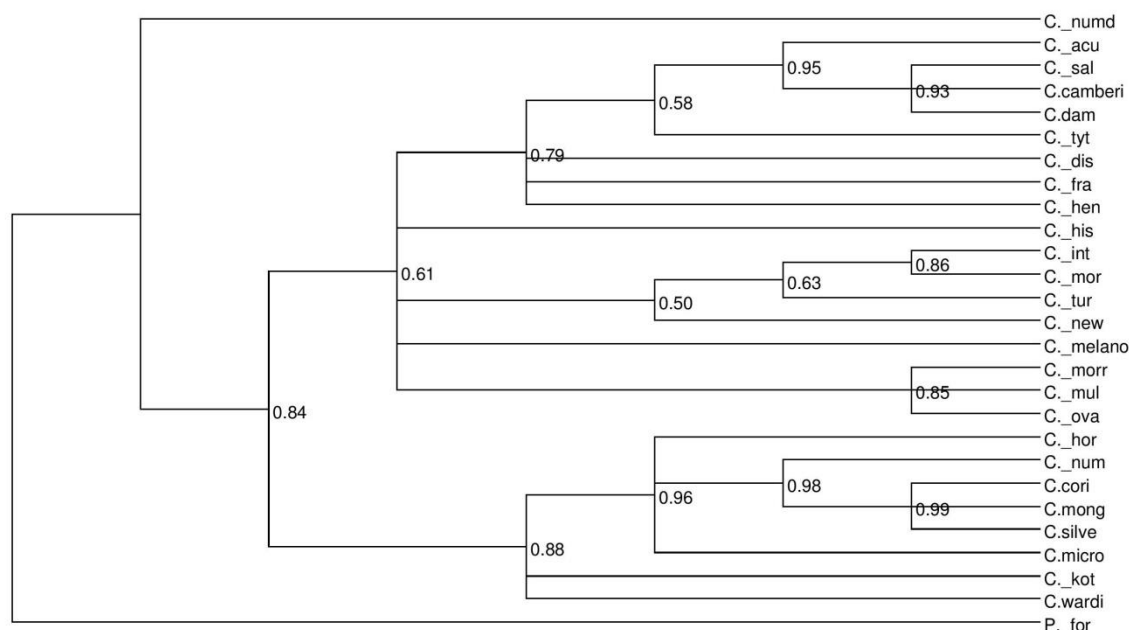 C._numd
C._acu
0.95
C._sal
0.93
C.camberi
0.58
C.dam
C._tyt
0.79
C._dis
C._fra
C._hen
C._his
C._int
0.86
0.61
C._mor
0.63
C._tur
0.50
C._new
C._melano
C._morr
0.85
C._mul
0.84
C._ova
C._hor
C._num
0.98
C.cori
0.96
0.99
C.mong
C.silve
0.88
C.micro
C._kot
C.wardi
P._for